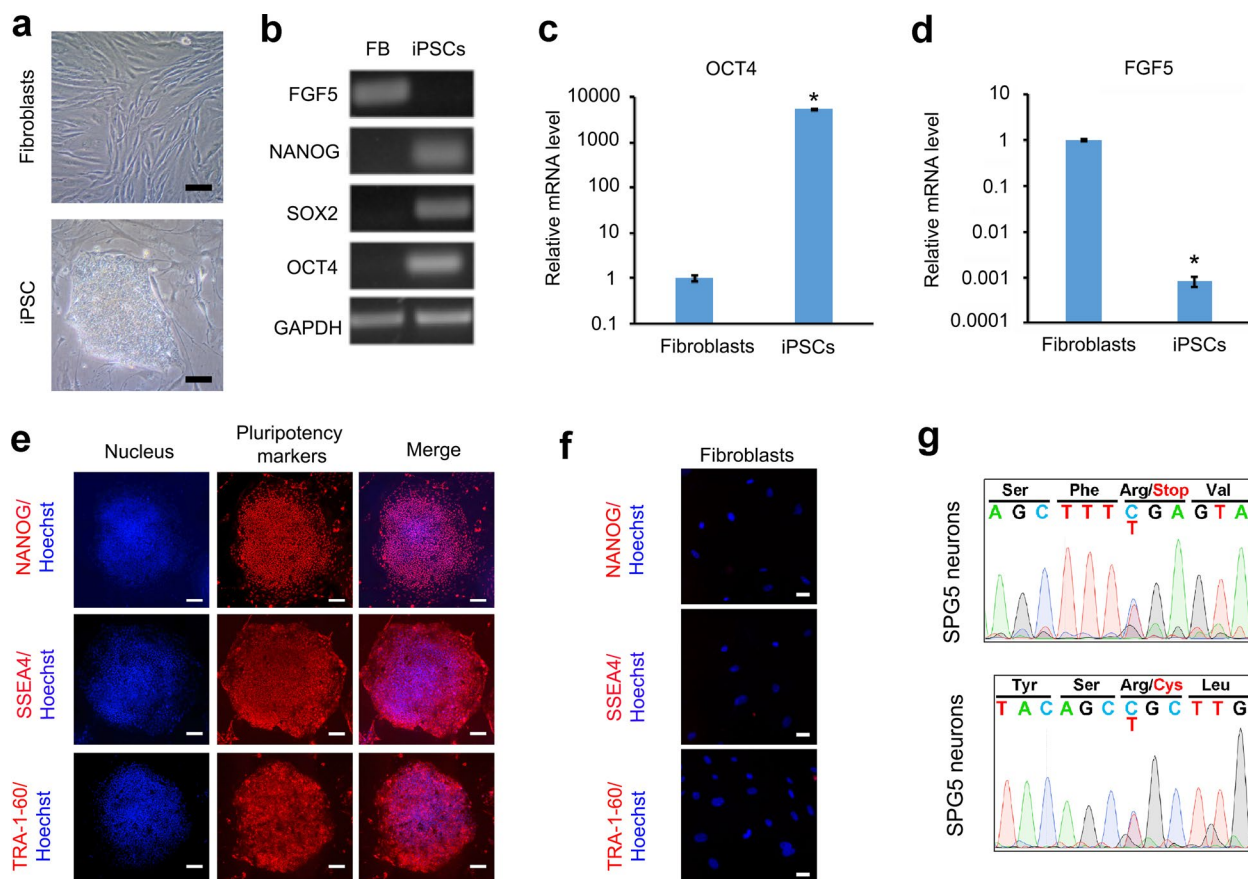 a
Fibroblasts
iPSC
b
FB iPSCs
FGF5
NANOG
SOX2
OCT4
GAPDH
c
OCT4
Relative mRNA level
10000
1000
100
10
1
0.1
*
Fibroblasts iPSCs
d
FGF5
Relative mRNA level
10
1
0.1
0.01
0.001
0.0001
*
Fibroblasts iPSCs
e
Nucleus
Pluripotency
markers
Merge
NANOG/
Hoechst
SSEA4/
Hoechst
TRA-1-60/
Hoechst
f
Fibroblasts
NANOG/
Hoechst
SSEA4/
Hoechst
TRA-1-60/
Hoechst
g
SPG5 neurons
Ser Phe Arg/Stop Val
A G C T T T C G A G T A
T
SPG5 neurons
Tyr Ser Arg/Cys Leu
T A C A G C C G C T T G
T